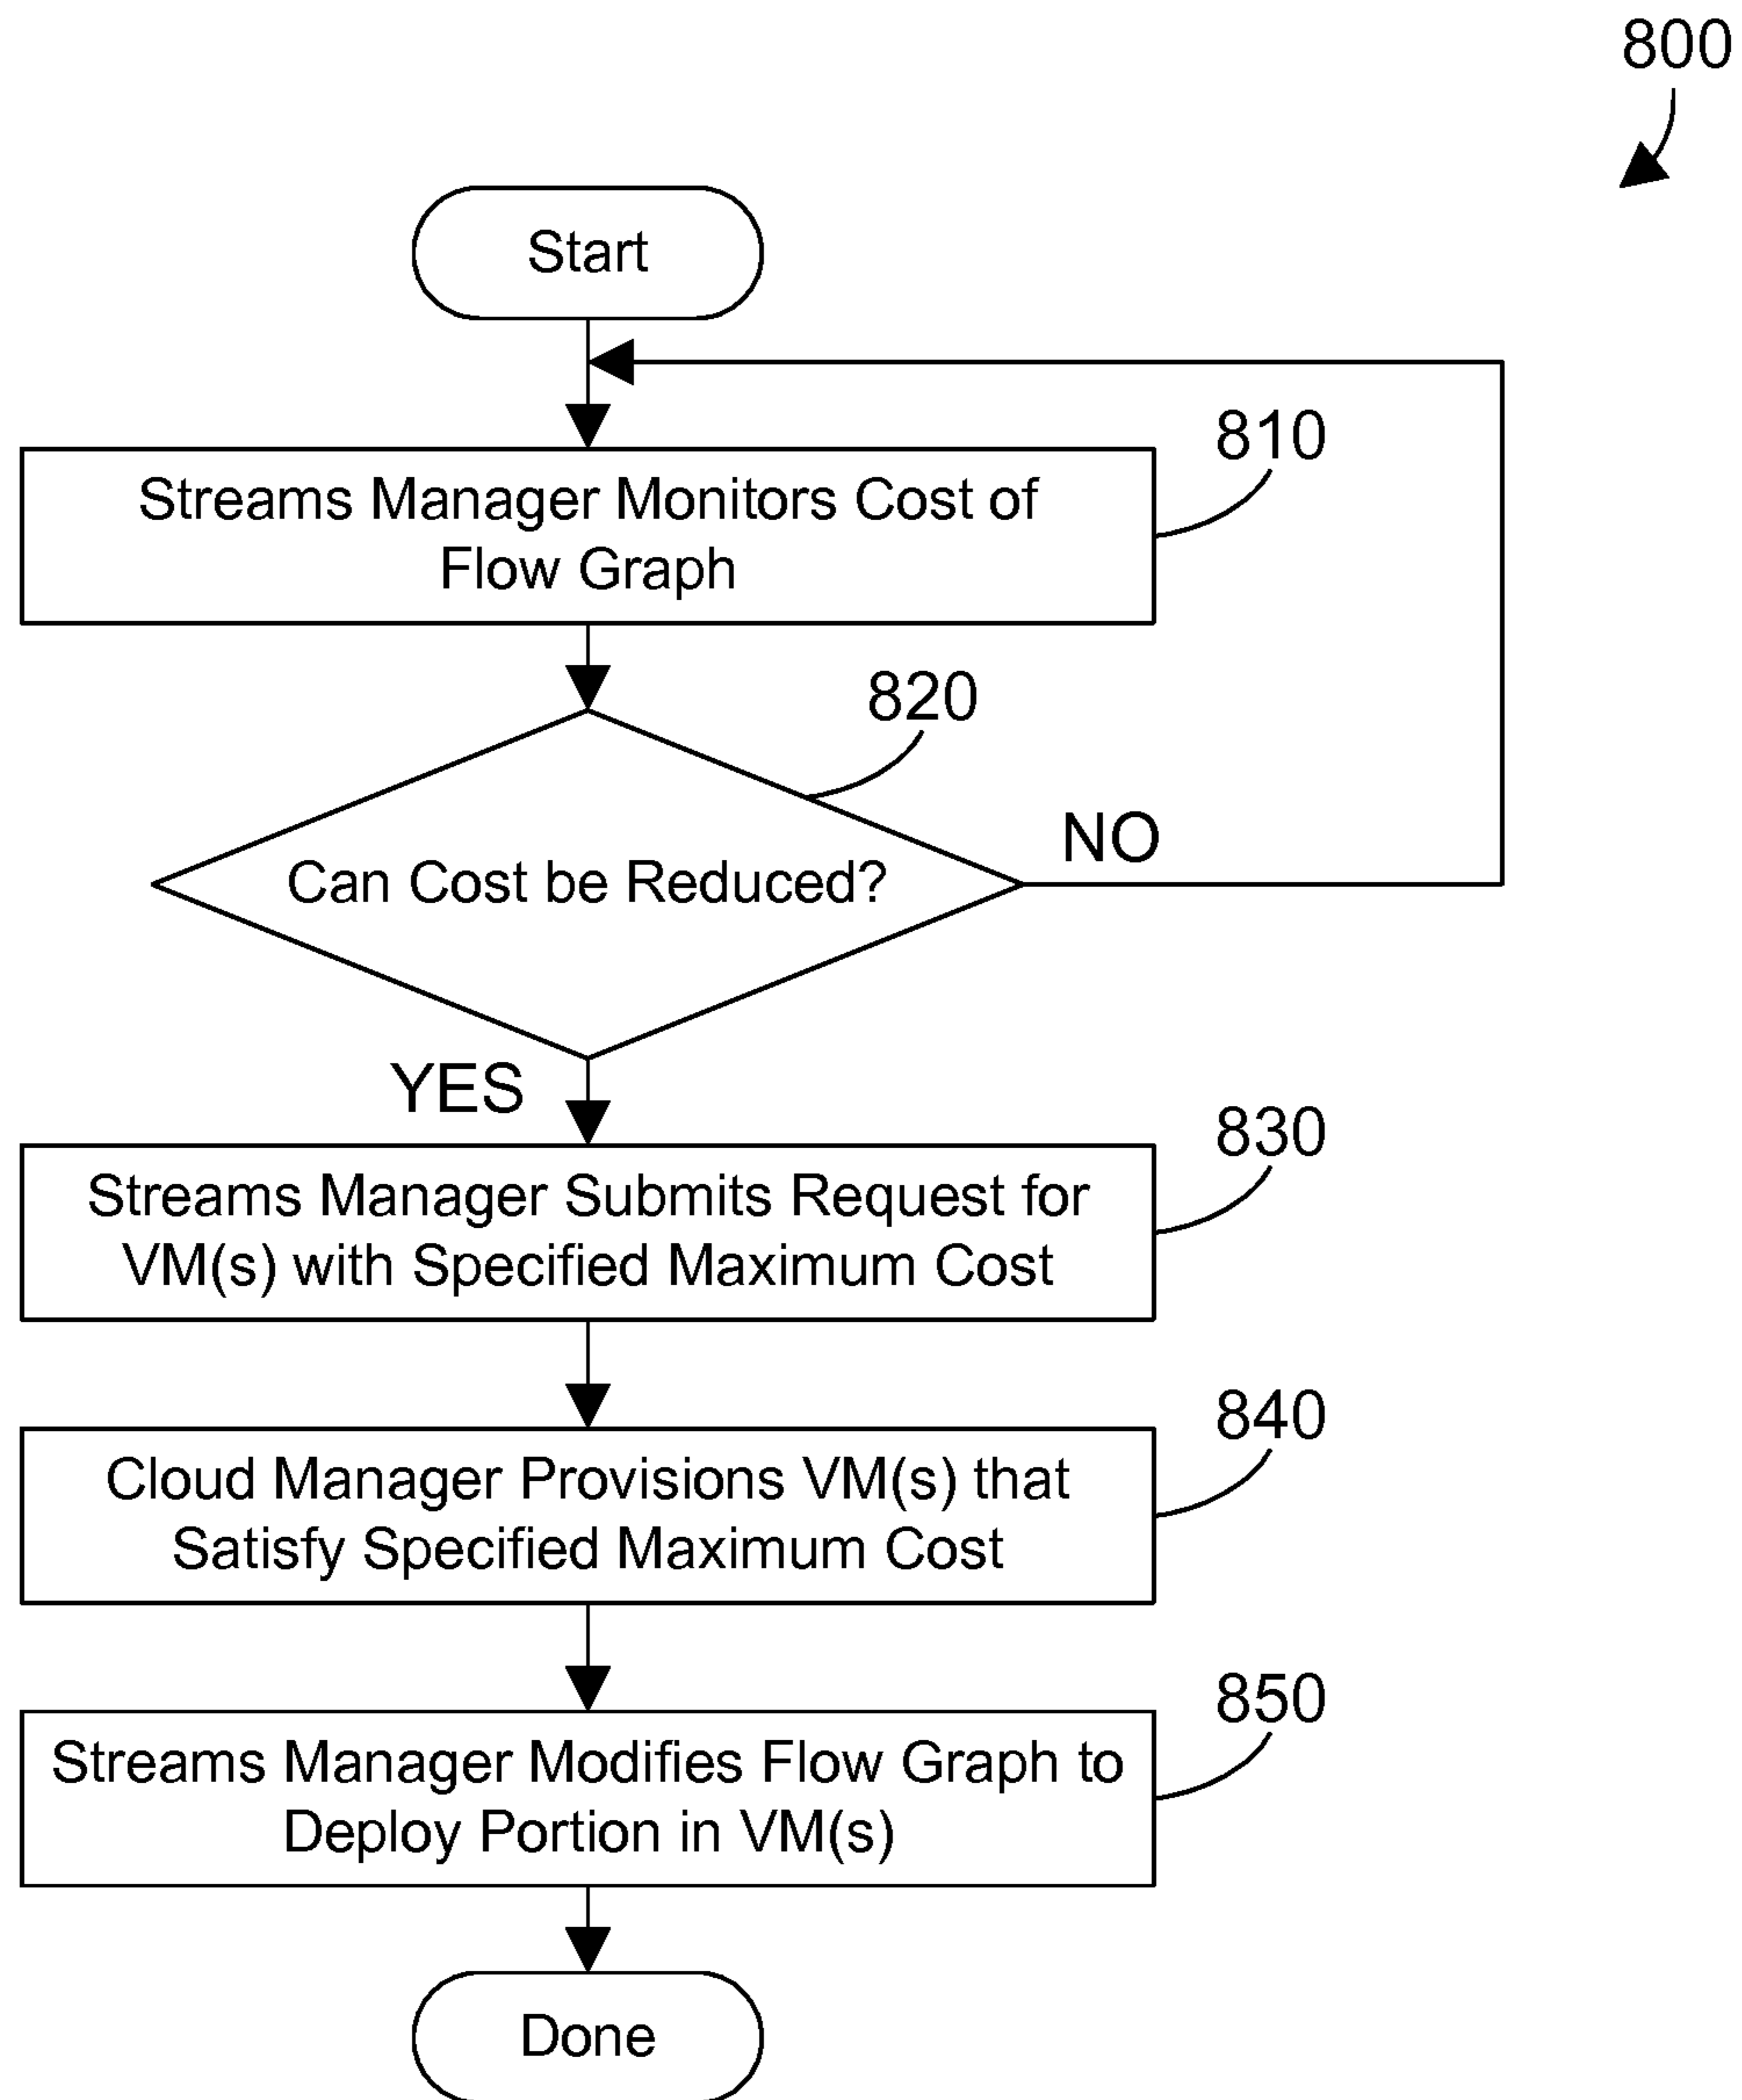 800
Start
810
Streams Manager Monitors Cost of
Flow Graph
820
Can Cost be Reduced?
NO
YES
830
Streams Manager Submits Request for
VM(s) with Specified Maximum Cost
840
Cloud Manager Provisions VM(s) that
Satisfy Specified Maximum Cost
850
Streams Manager Modifies Flow Graph to
Deploy Portion in VM(s)
Done